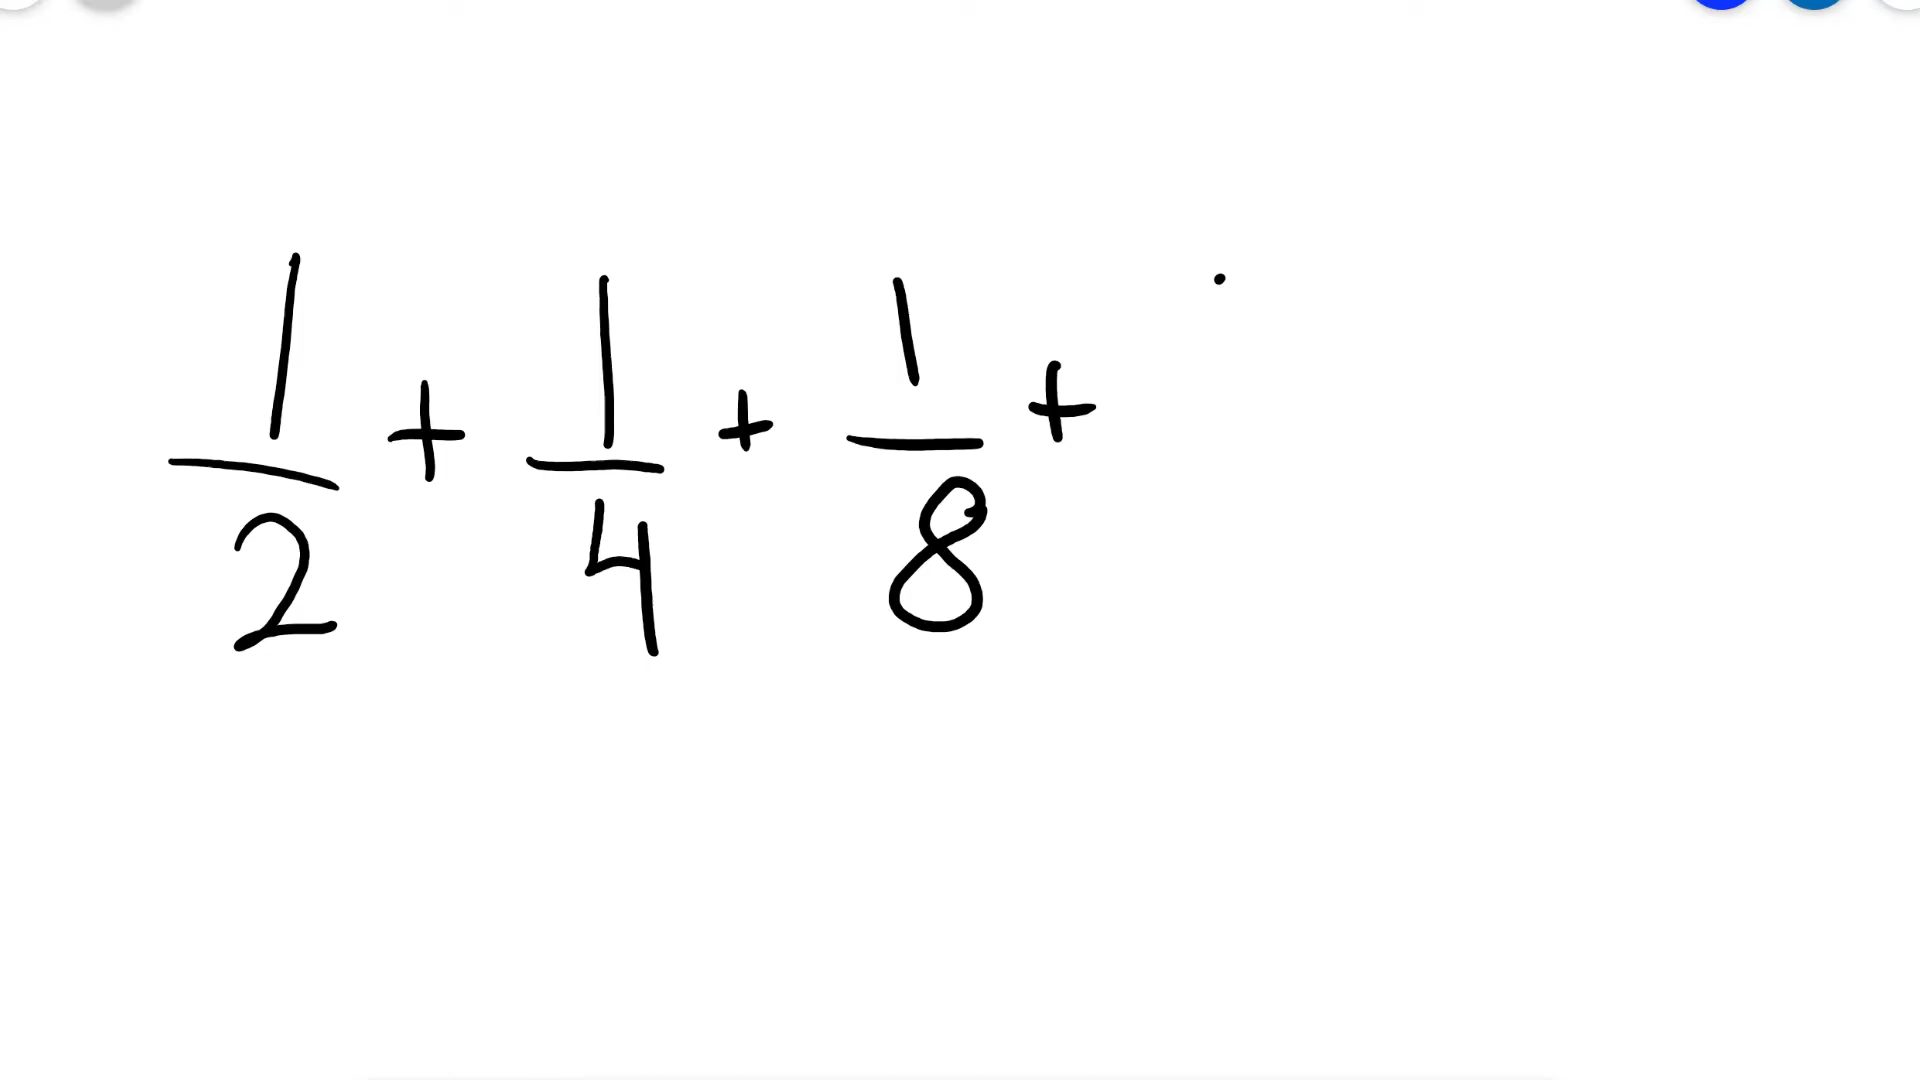 1/2 + 1/4 + 1/8 +